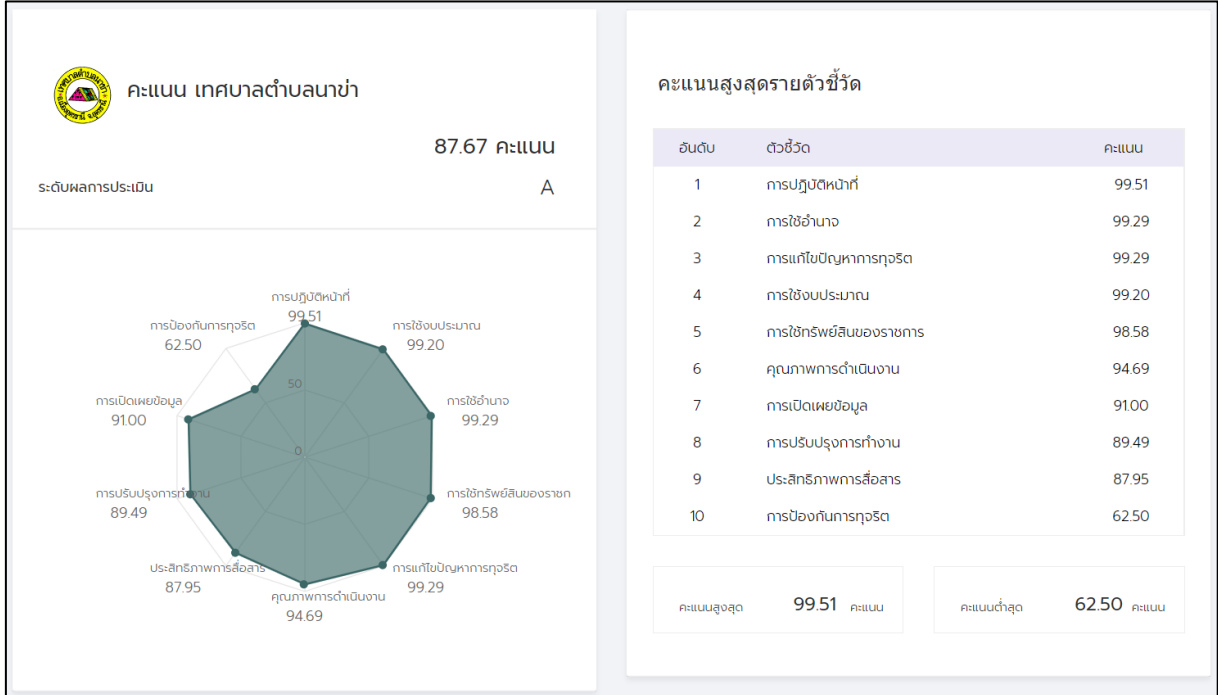 คะแนน เทศบาลตำบลนาข่า
87.67 คะแนน
ระดับผลการประเมิน A
การปฏิบัติหน้าที่
99.51
การป้องกันการทุจริต
62.50
การใช้งบประมาณ
99.20
50
การเปิดเผยข้อมูล
91.00
การใช้อำนาจ
99.29
0
การปรับปรุงการทำงาน
89.49
การใช้ทรัพย์สินของราชก
98.58
ประสิทธิภาพการสื่อสาร
87.95
การแก้ไขปัญหาการทุจริต
99.29
คุณภาพการดำเนินงาน
94.69
คะแนนสูงสุดรายตัวชี้วัด
อันดับ ตัวชี้วัด คะแนน
1 การปฏิบัติหน้าที่ 99.51
2 การใช้อำนาจ 99.29
3 การแก้ไขปัญหาการทุจริต 99.29
4 การใช้งบประมาณ 99.20
5 การใช้ทรัพย์สินของราชการ 98.58
6 คุณภาพการดำเนินงาน 94.69
7 การเปิดเผยข้อมูล 91.00
8 การปรับปรุงการทำงาน 89.49
9 ประสิทธิภาพการสื่อสาร 87.95
10 การป้องกันการทุจริต 62.50
คะแนนสูงสุด 99.51 คะแนน
คะแนนต่ำสุด 62.50 คะแนน